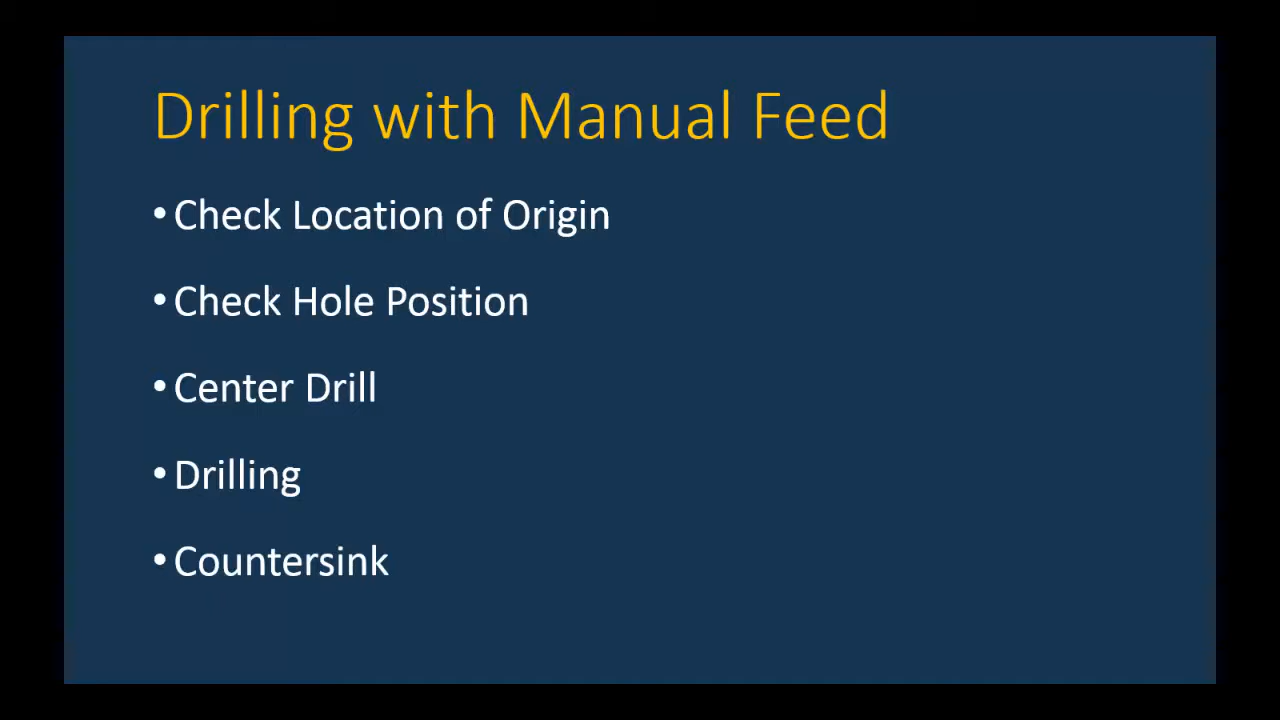 Drilling with Manual Feed
• Check Location of Origin
• Check Hole Position
• Center Drill
• Drilling
• Countersink